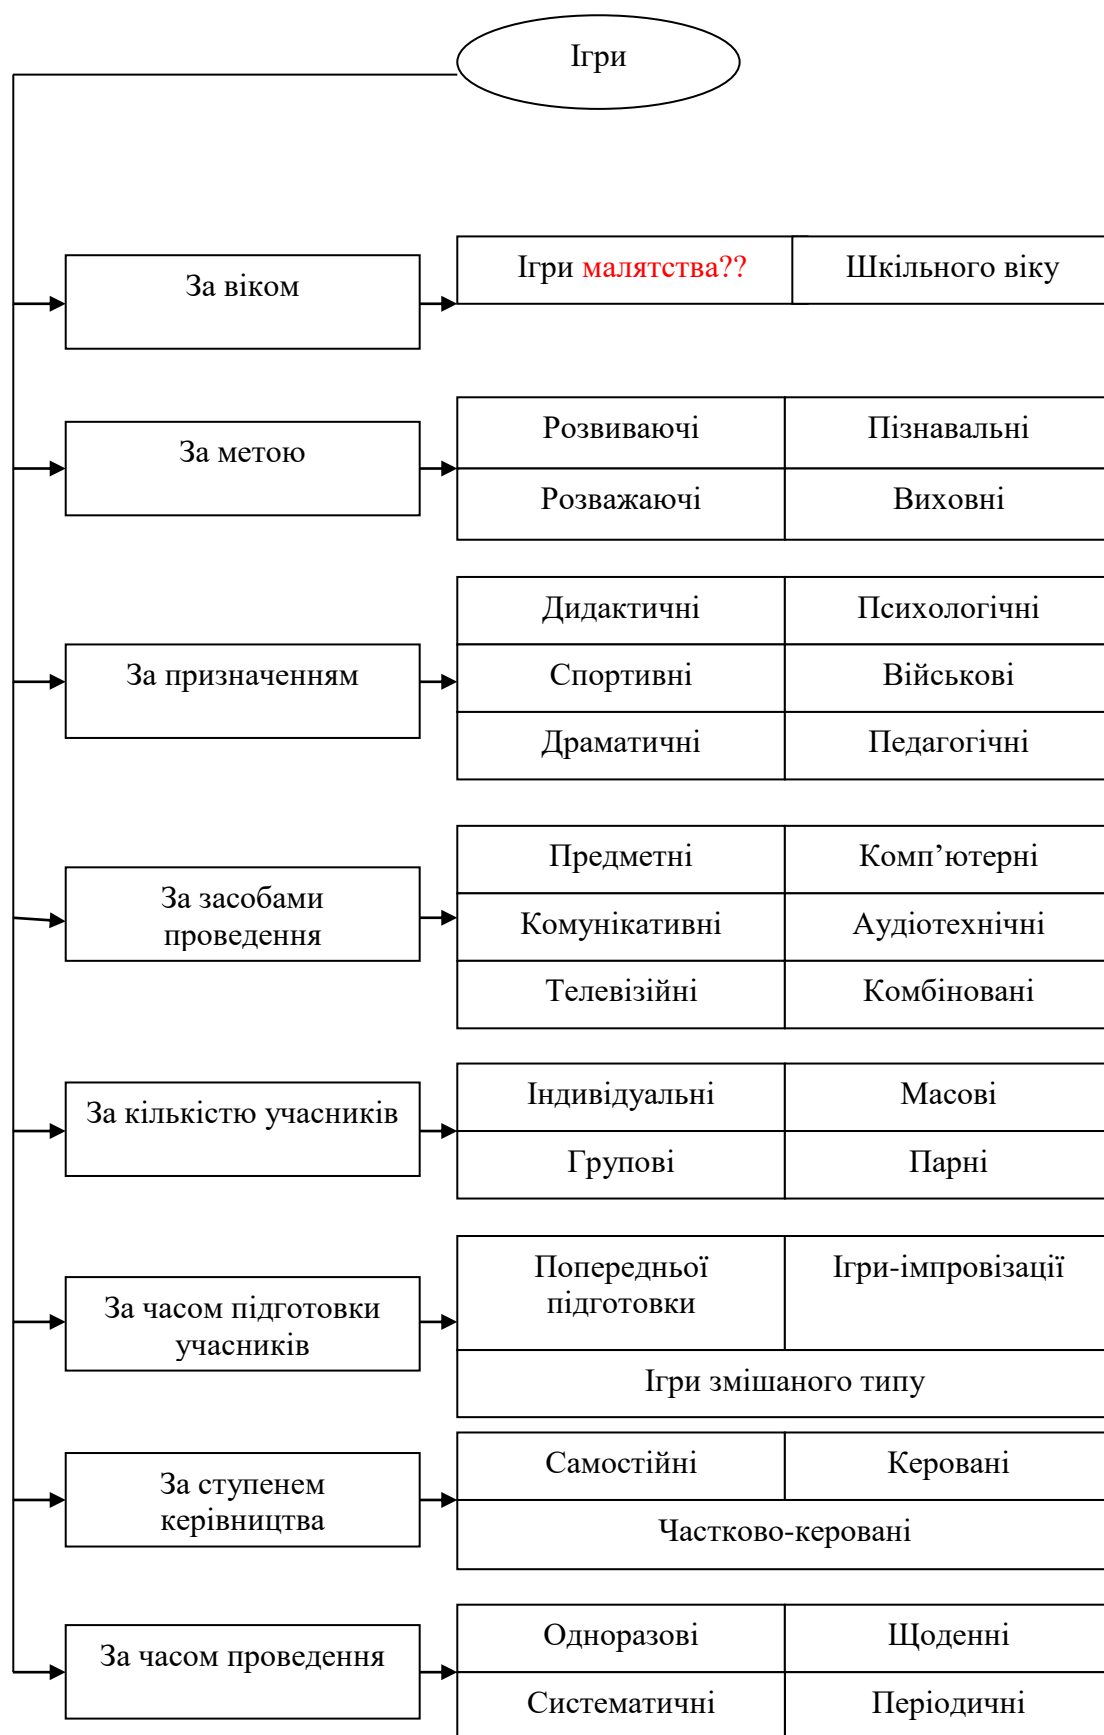 Ігри
За віком
Ігри малятства??
Шкільного віку
За метою
Розвиваючі
Пізнавальні
Розважаючі
Виховні
За призначенням
Дидактичні
Психологічні
Спортивні
Військові
Драматичні
Педагогічні
За засобами
проведення
Предметні
Комп’ютерні
Комунікативні
Аудіотехнічні
Телевізійні
Комбіновані
За кількістю учасників
Індивідуальні
Масові
Групові
Парні
За часом підготовки
учасників
Попередньої
підготовки
Ігри-імпровізації
Ігри змішаного типу
За ступенем
керівництва
Самостійні
Керовані
Частково-керовані
За часом проведення
Одноразові
Щоденні
Систематичні
Періодичні